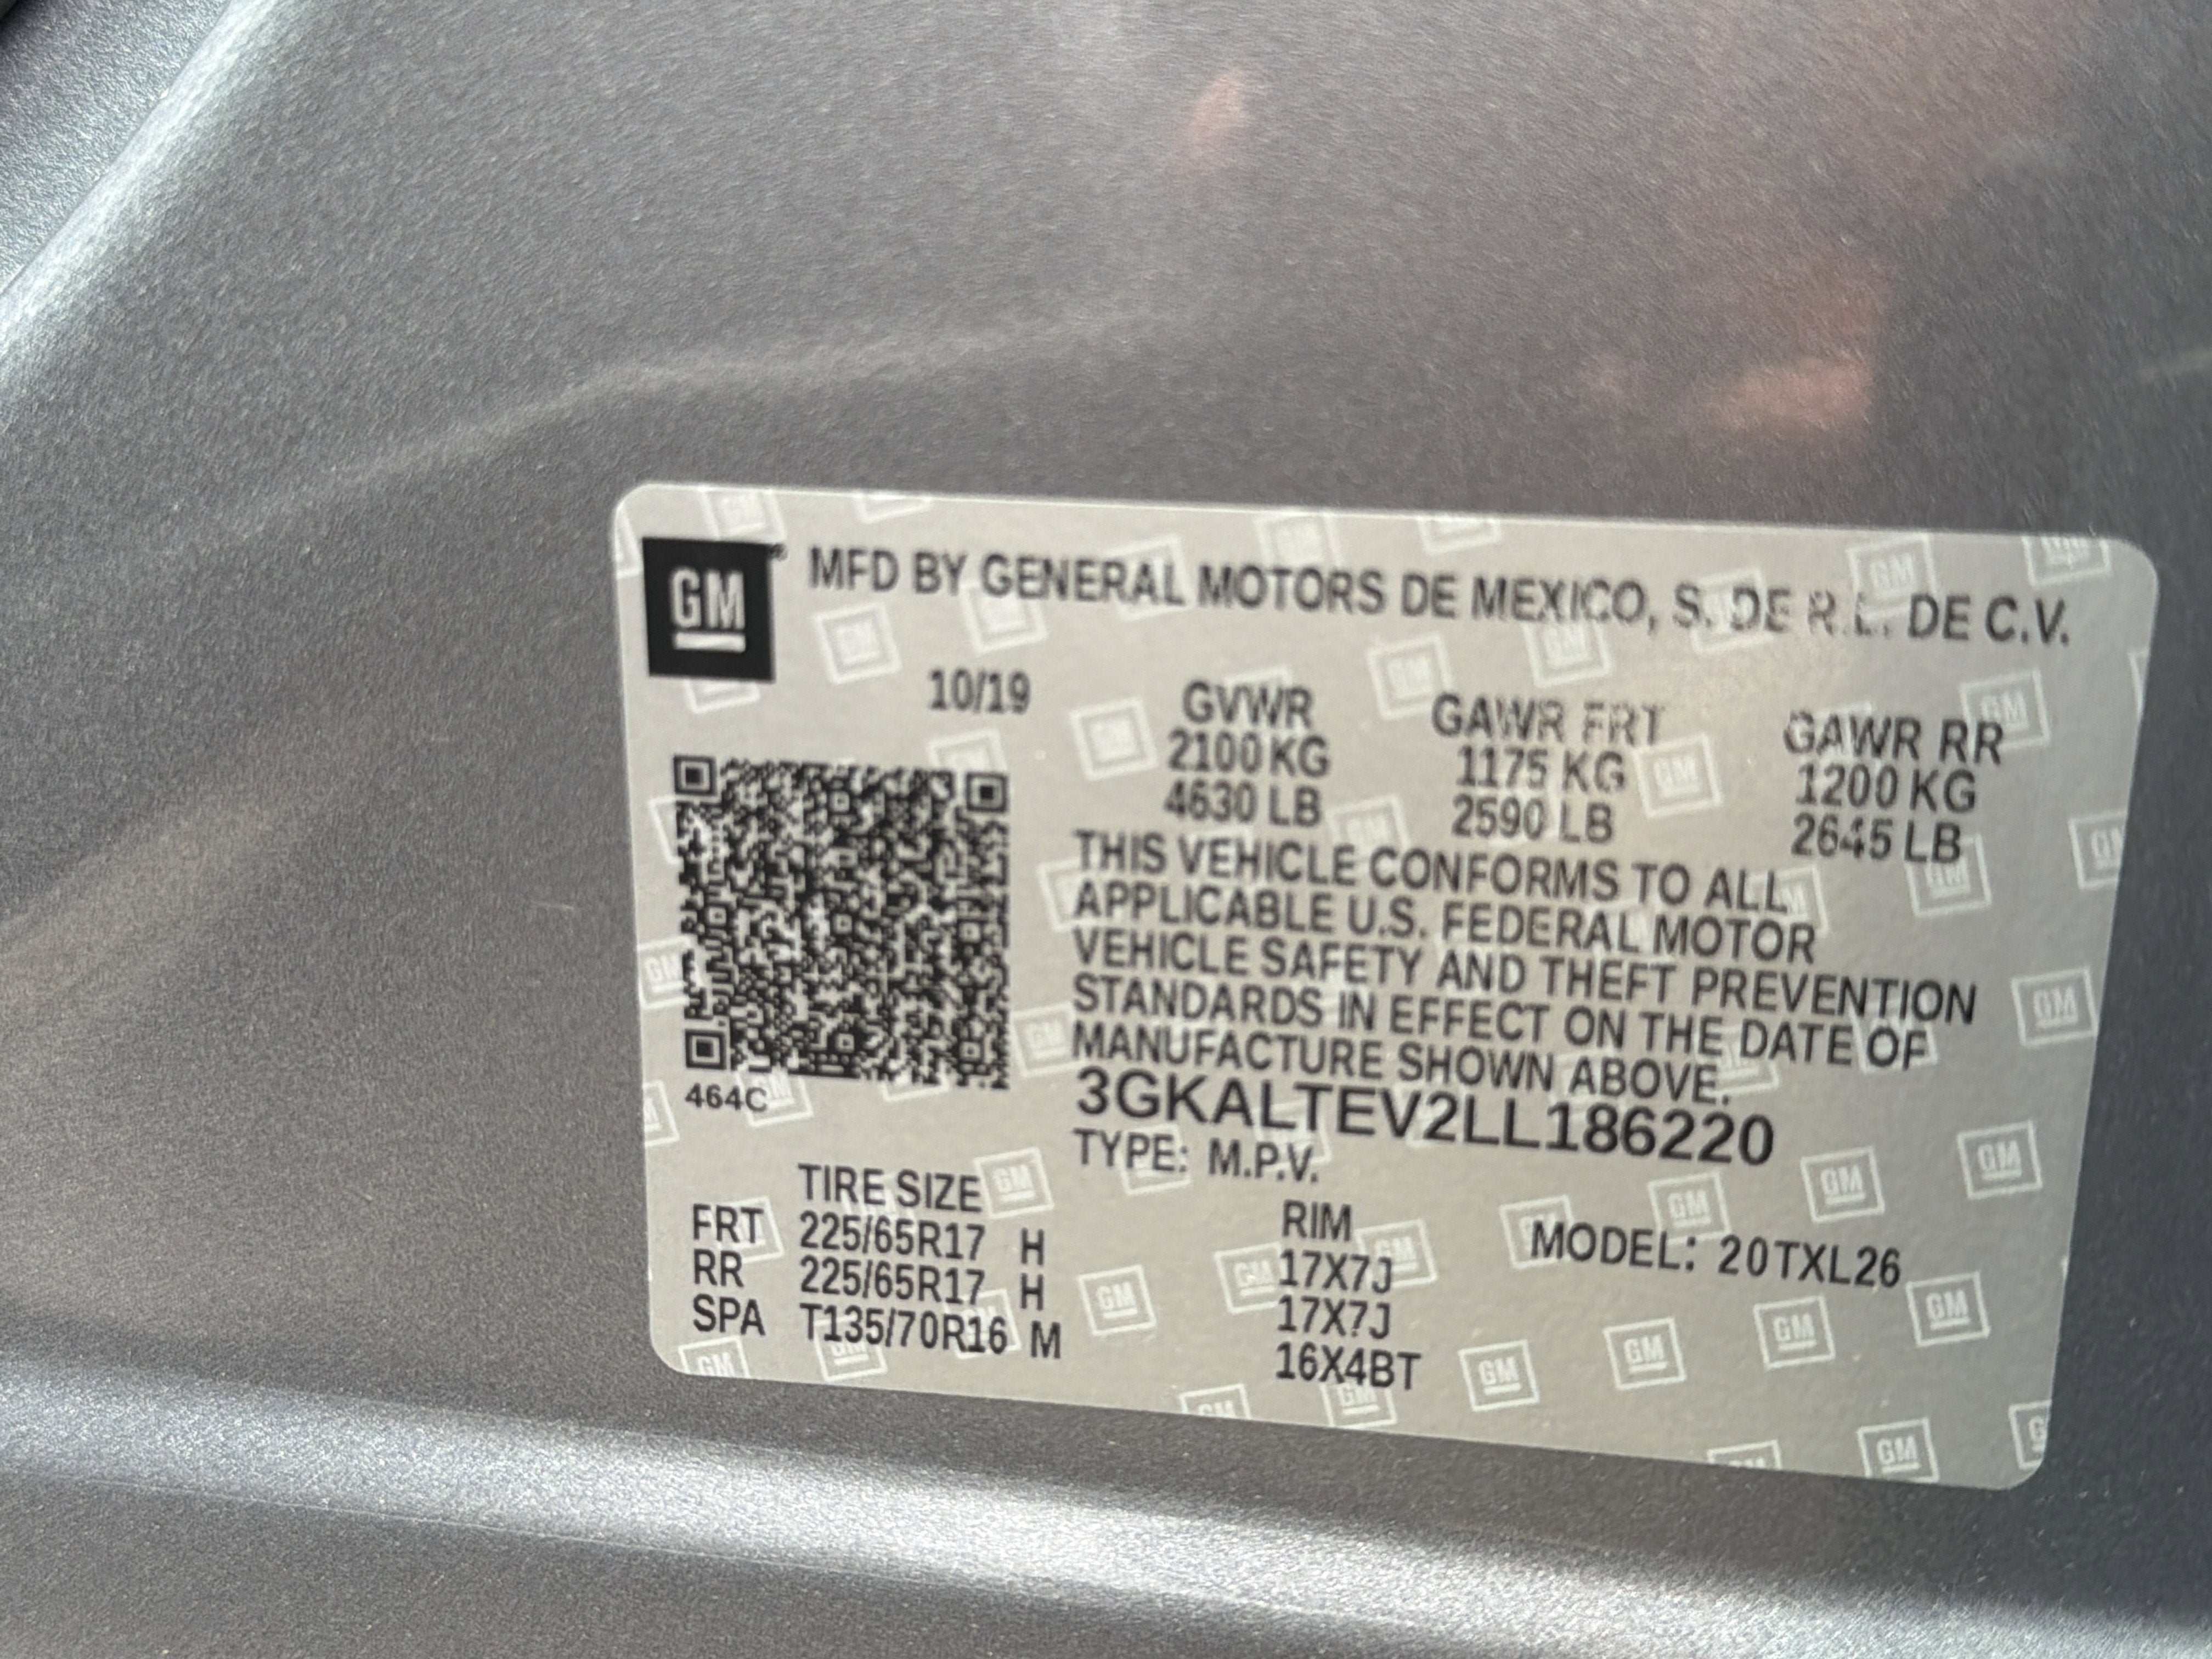 GM
MFD BY GENERAL MOTORS DE MEXICO, S. DE R.L. DE C.V.
10/19
GVWR GAWR FRT GAWR RR
2100 KG 1175 KG 1200 KG
4630 LB 2590 LB 2645 LB
THIS VEHICLE CONFORMS TO ALL
APPLICABLE U.S. FEDERAL MOTOR
VEHICLE SAFETY AND THEFT PREVENTION
STANDARDS IN EFFECT ON THE DATE OF
MANUFACTURE SHOWN ABOVE.
464C
3GKALTEV2LL186220
TYPE: M.P.V.
TIRE SIZE RIM
FRT 225/65R17 H 17X7J
RR 225/65R17 H 17X7J
SPA T135/70R16 M 16X4BT
MODEL: 20TXL26